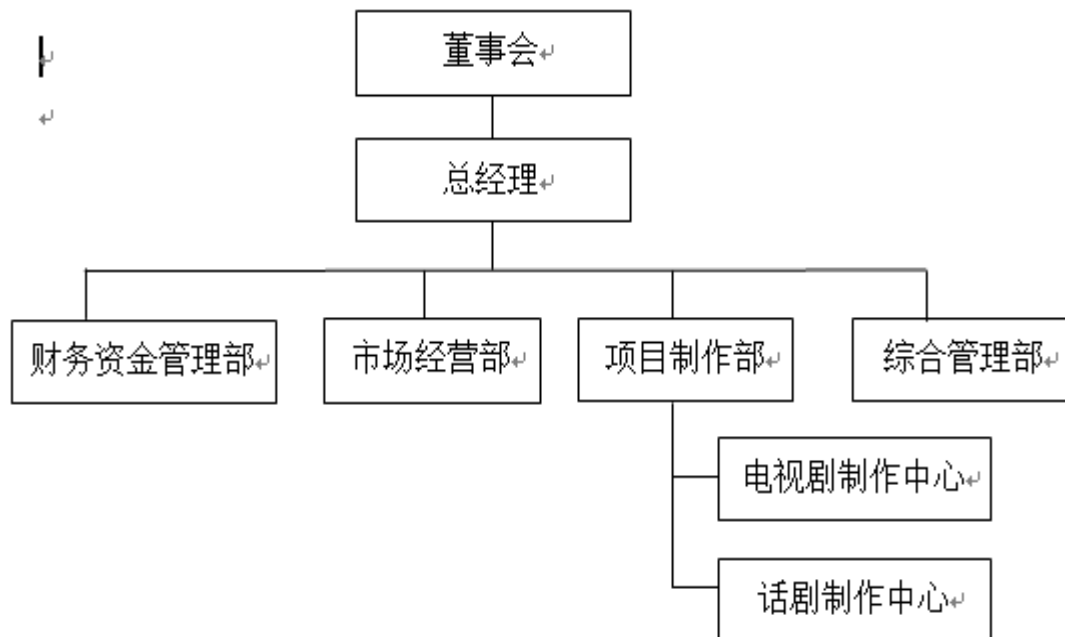 董事会
总经理
财务资金管理部
市场经营部
项目制作部
综合管理部
电视剧制作中心
话剧制作中心